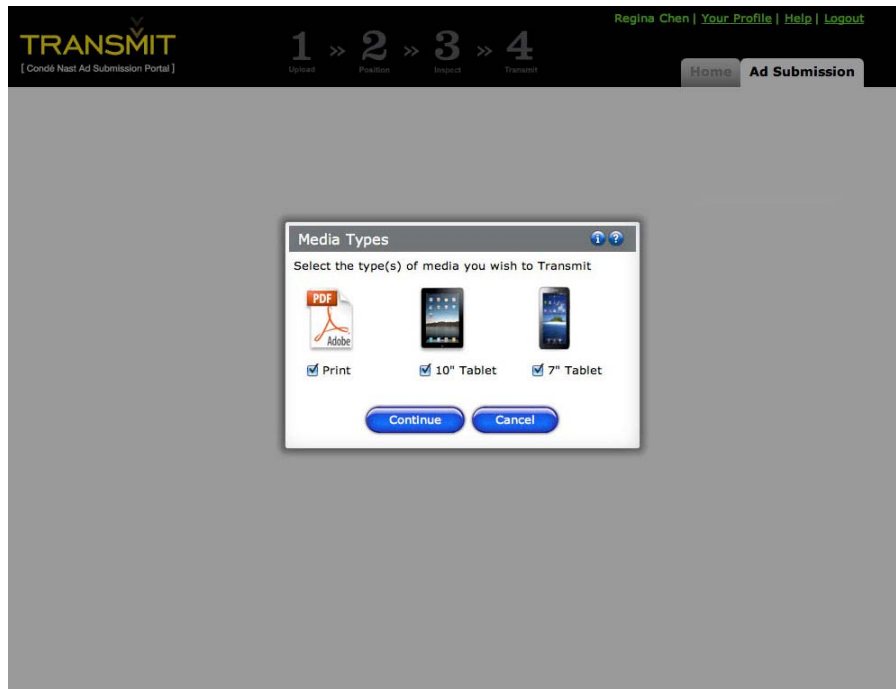 Regina Chen | Your Profile | Help | Logout
TRANSMIT
[ Condé Nast Ad Submission Portal ]
1 » 2 » 3 » 4
Upload Position Inspect Transmit
Home Ad Submission
Media Types
Select the type(s) of media you wish to Transmit
PDF
Adobe
Print 10" Tablet 7" Tablet
Continue Cancel